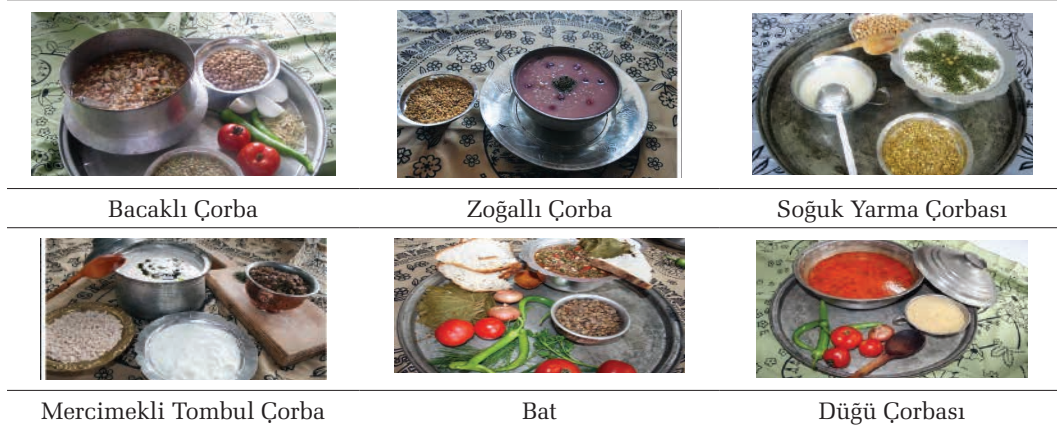 Bacaklı Çorba
Zoğallı Çorba
Soğuk Yarma Çorbası
Mercimekli Tombul Çorba
Bat
Düğü Çorbası